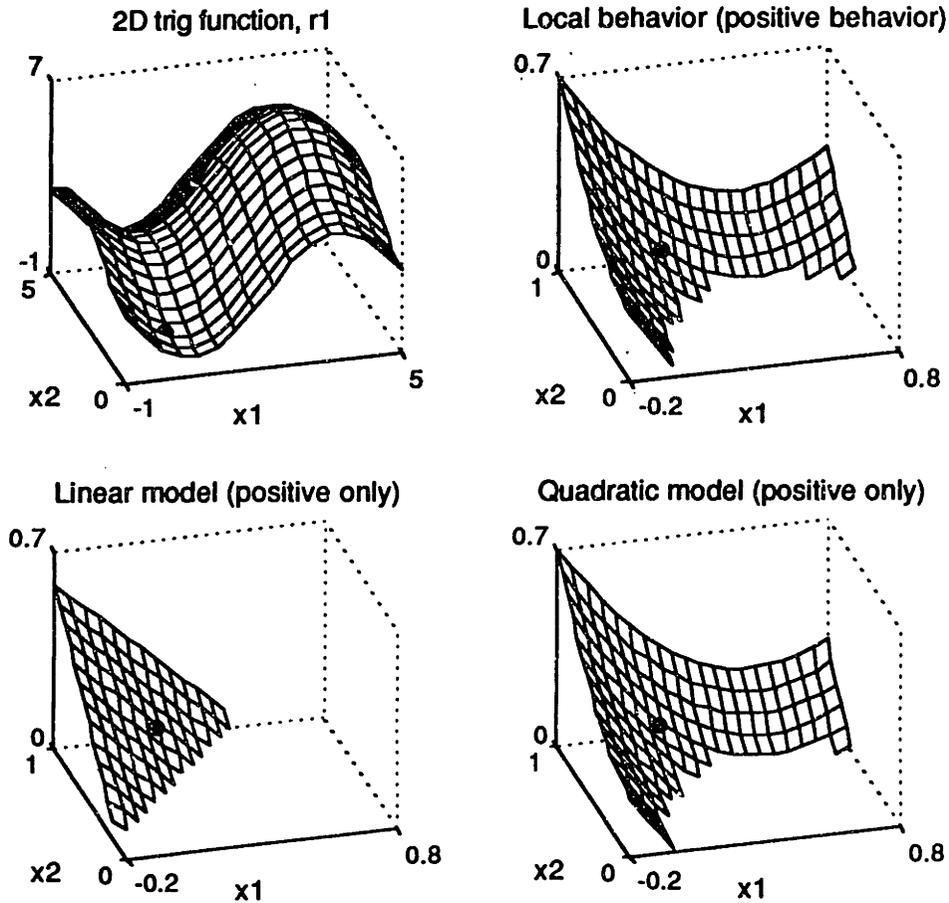 2D trig function, r1
7
-1
5
x2
0
-1
x1
5
Local behavior (positive behavior)
0.7
0
1
x2
0
-0.2
x1
0.8
Linear model (positive only)
0.7
0
1
x2
0
-0.2
x1
0.8
Quadratic model (positive only)
0.7
0
1
x2
0
-0.2
x1
0.8